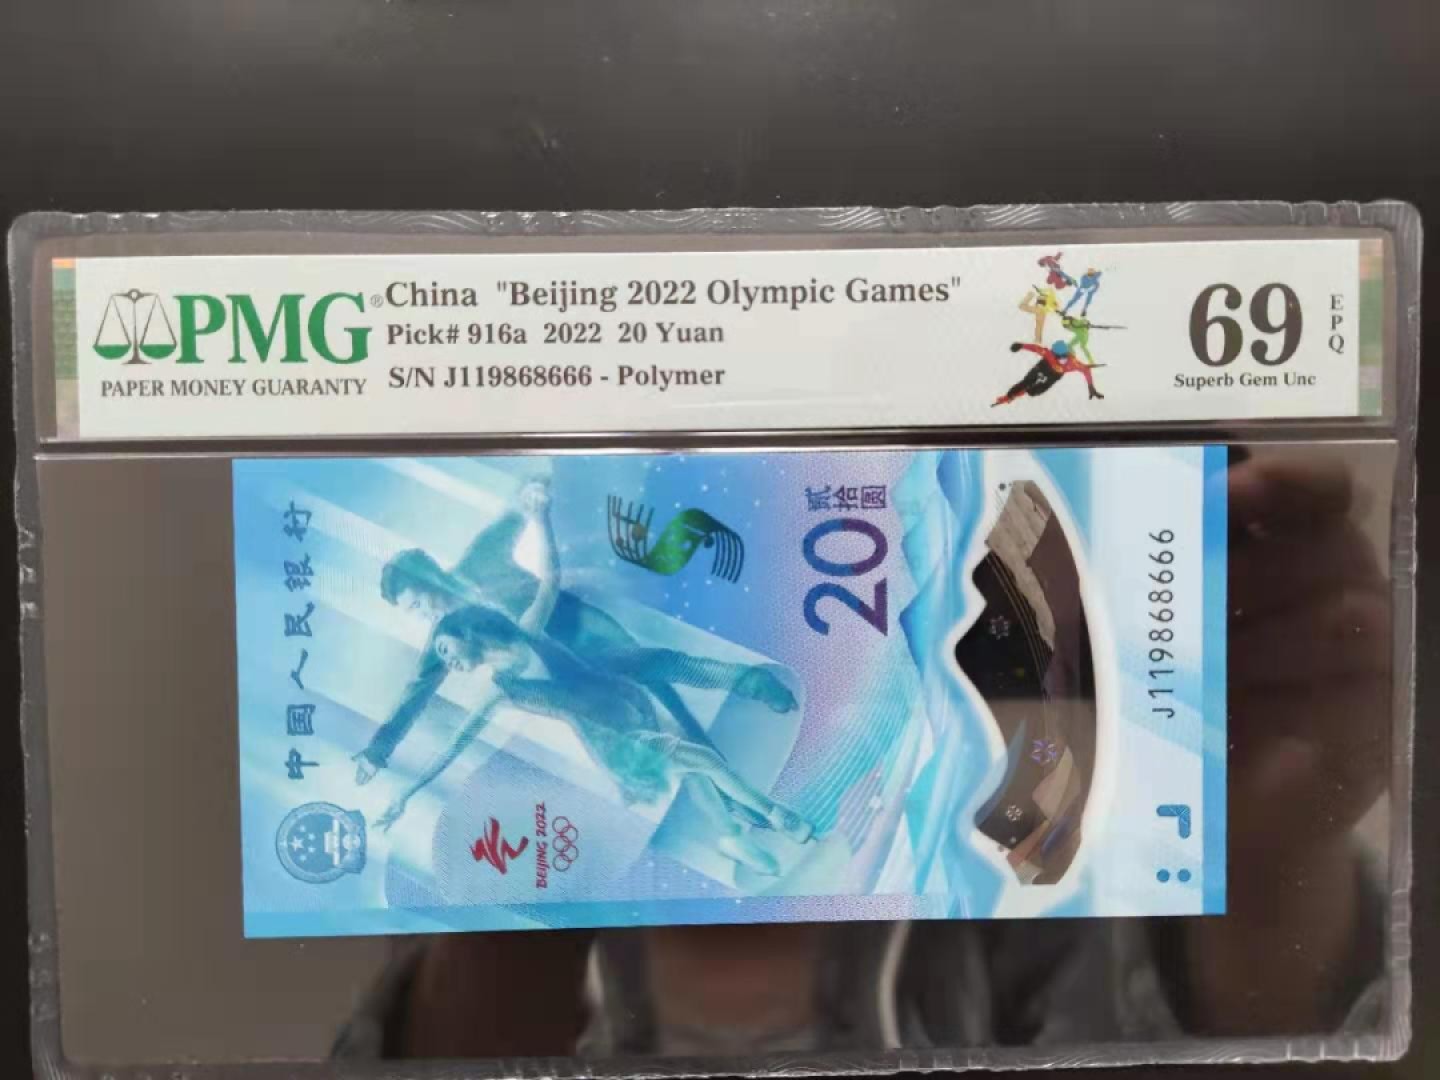 PMG®
PAPER MONEY GUARANTY
China "Beijing 2022 Olympic Games"
Pick# 916a 2022 20 Yuan
S/N J119868666 - Polymer
69
EPQ
Superb Gem Unc
中国人民银行
贰拾圆
20
BEIJING 2022
J119868666